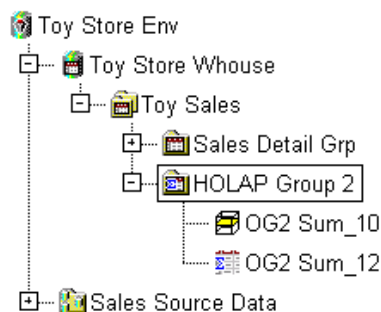 Toy Store Env
Toy Store Whouse
Toy Sales
Sales Detail Grp
HOLAP Group 2
OG2 Sum_10
OG2 Sum_12
Sales Source Data